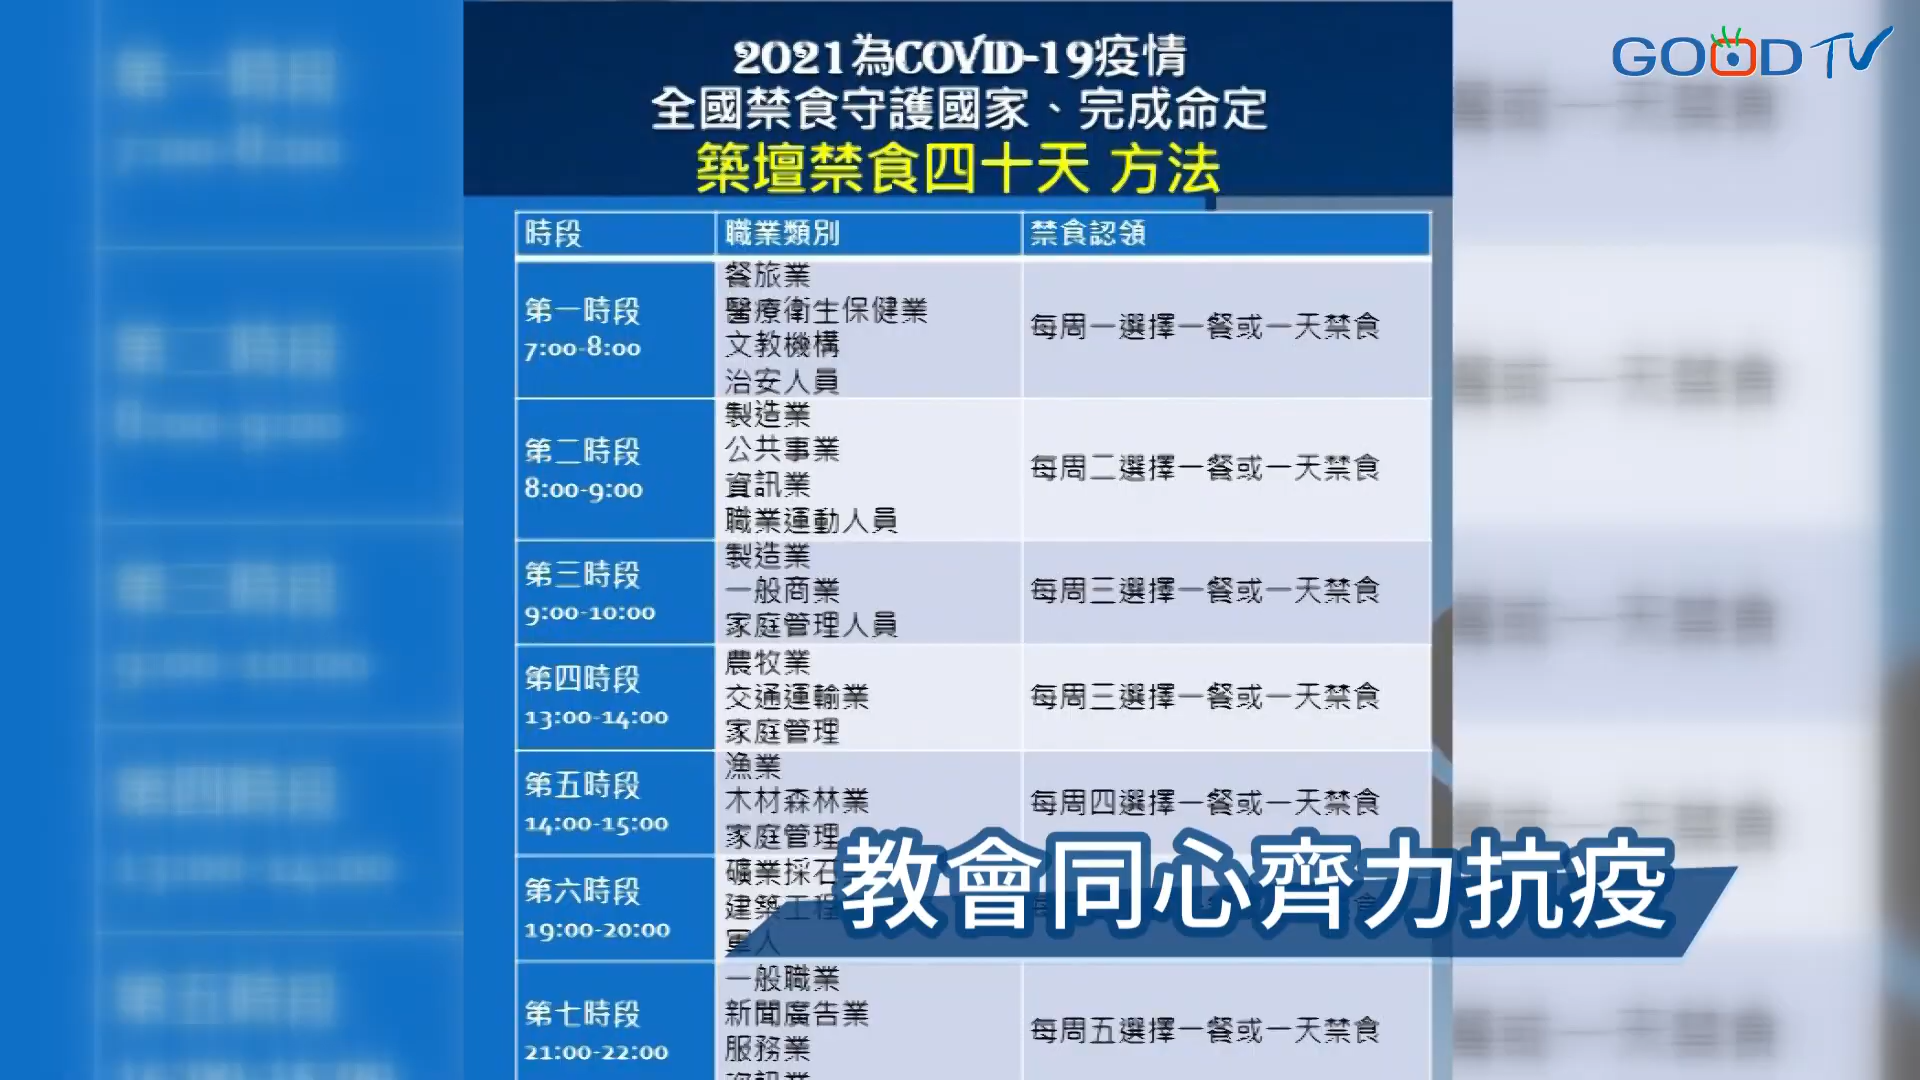 GOOD TV
2021為COVID-19疫情
全國禁食守護國家、完成命定
築壇禁食四十天 方法
時段 職業類別 禁食認領
第一時段
7:00-8:00
餐旅業
醫療衛生保健業
文教機構
治安人員
每周一選擇一餐或一天禁食
第二時段
8:00-9:00
製造業
公共事業
資訊業
職業運動人員
每周二選擇一餐或一天禁食
第三時段
9:00-10:00
製造業
一般商業
家庭管理人員
每周三選擇一餐或一天禁食
第四時段
13:00-14:00
農牧業
交通運輸業
家庭管理
每周三選擇一餐或一天禁食
第五時段
14:00-15:00
漁業
木材森林業
家庭管理
每周四選擇一餐或一天禁食
第六時段
19:00-20:00
礦業採石
建築工程
軍人
教會同心齊力抗疫
第七時段
21:00-22:00
一般職業
新聞廣告業
服務業
每周五選擇一餐或一天禁食